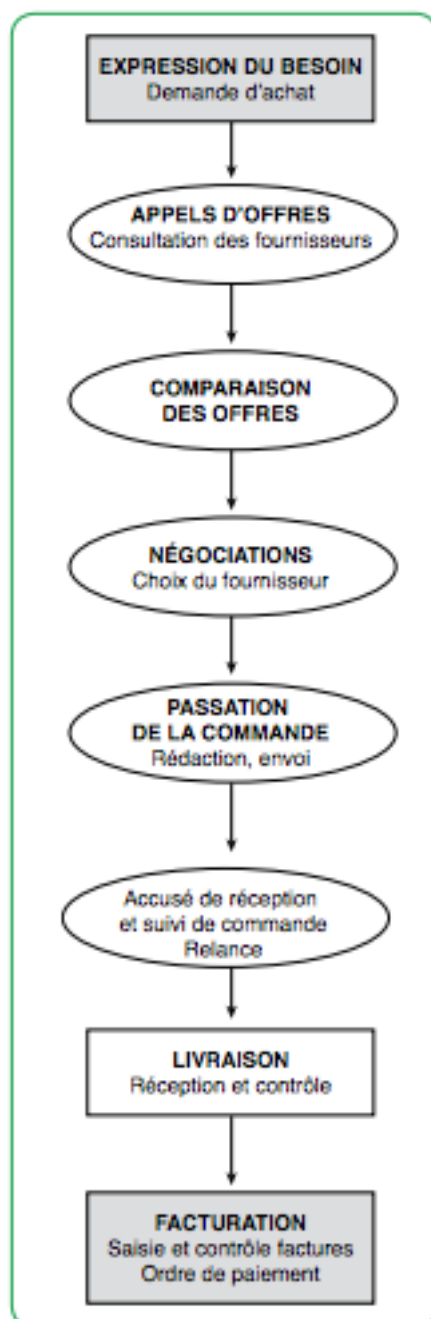 EXPRESSION DU BESOIN
Demande d'achat
APPELS D'OFFRES
Consultation des fournisseurs
COMPARAISON
DES OFFRES
NÉGOCIATIONS
Choix du fournisseur
PASSATION
DE LA COMMANDE
Rédaction, envoi
Accusé de réception
et suivi de commande
Relance
LIVRAISON
Réception et contrôle
FACTURATION
Saisie et contrôle factures
Ordre de paiement